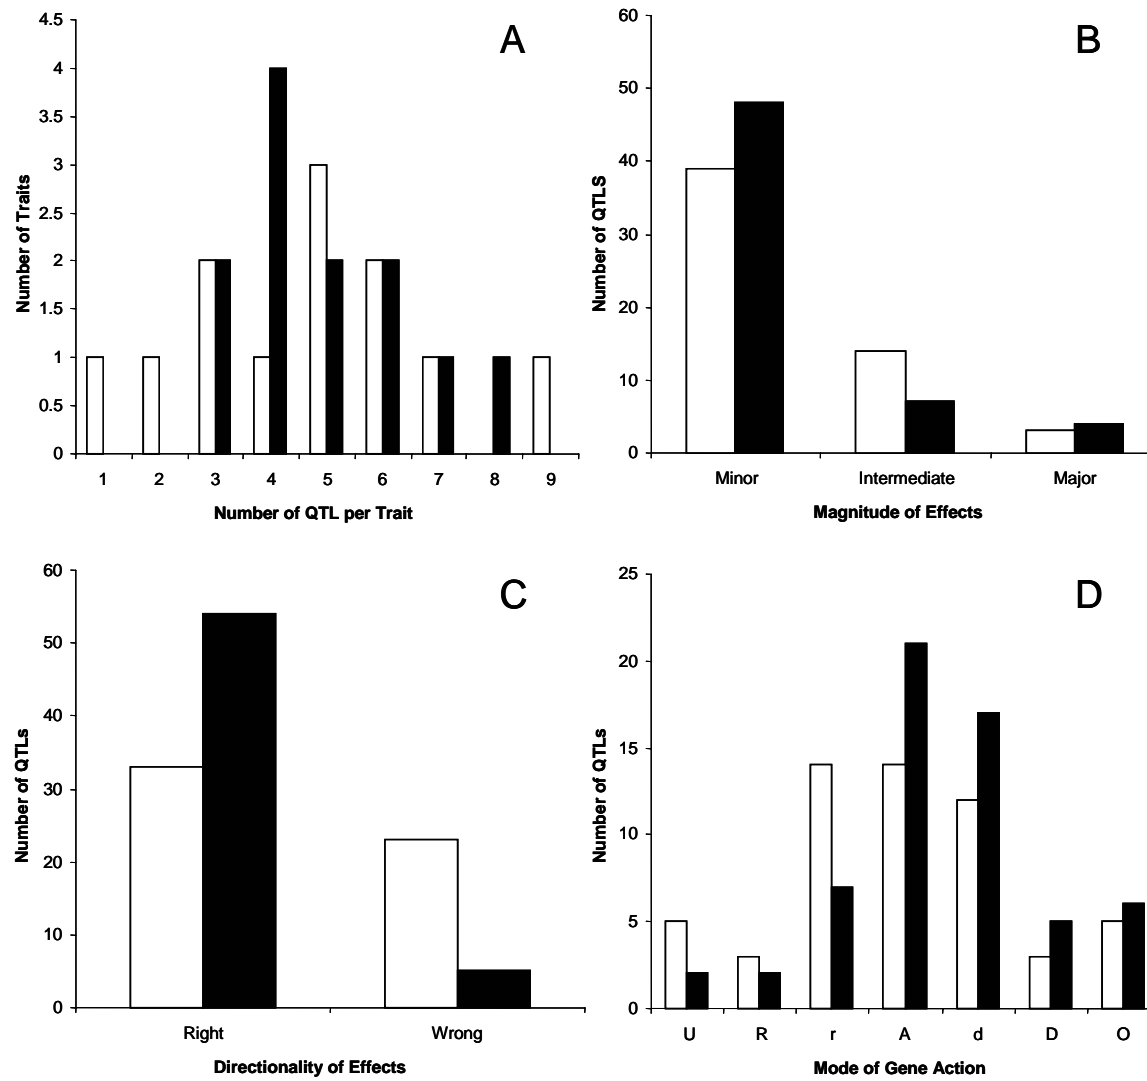 A
4.5
4
3.5
3
2.5
2
1.5
1
0.5
0
Number of Traits
1 2 3 4 5 6 7 8 9
Number of QTL per Trait
B
60
50
40
30
20
10
0
Number of QTLS
Minor Intermediate Major
Magnitude of Effects
C
60
50
40
30
20
10
0
Number of QTLs
Right Wrong
Directionality of Effects
D
25
20
15
10
5
0
Number of QTLs
U R r A d D O
Mode of Gene Action